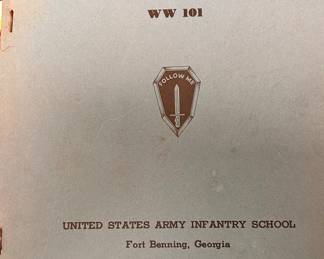 WW 101
FOLLOW ME
UNITED STATES ARMY INFANTRY SCHOOL
Fort Benning, Georgia